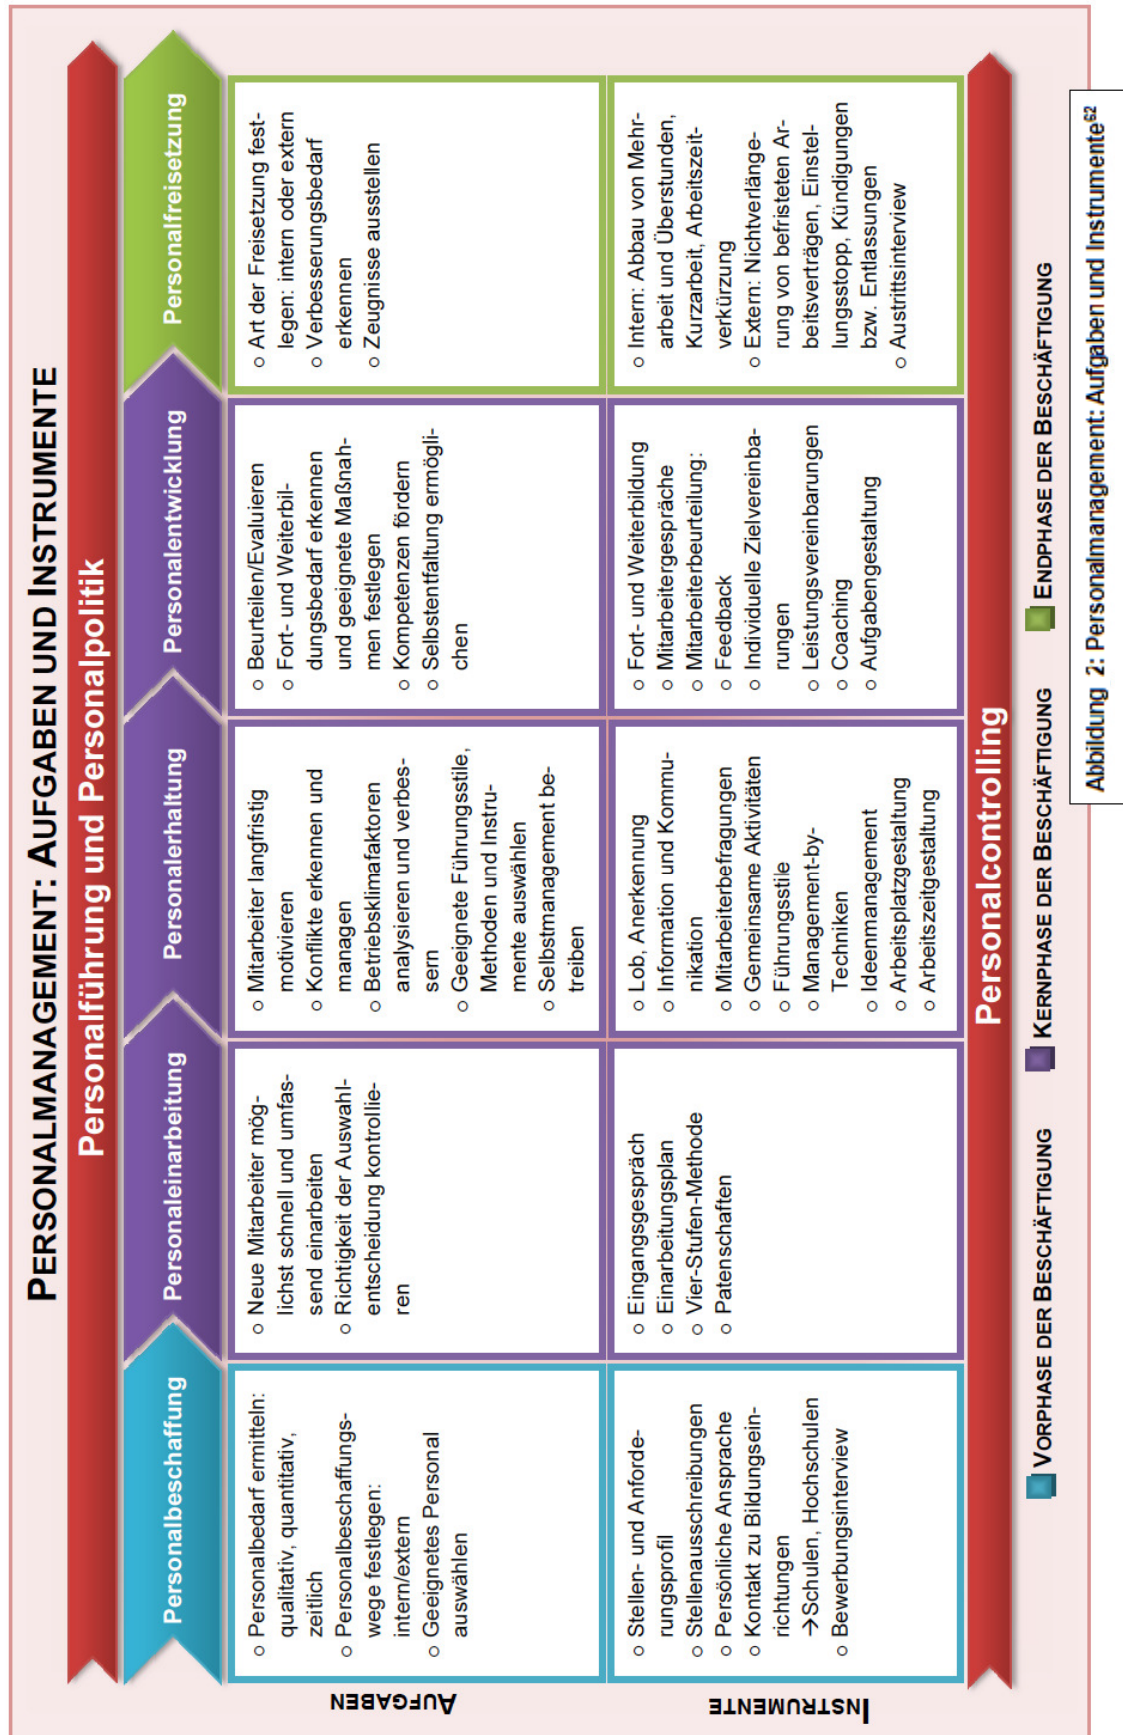 PERSONALMANAGEMENT: AUFGABEN UND INSTRUMENTE
Personalführung und Personalpolitik
Personalbeschaffung
Personaleinarbeitung
Personalerhaltung
Personalentwicklung
Personalfreisetzung
AUFGABEN
o Personalbedarf ermitteln:
qualitativ, quantitativ,
zeitlich
o Personalbeschaffungs-
wege festlegen:
intern/extern
o Geeignetes Personal
auswählen
o Neue Mitarbeiter mög-
lichst schnell und umfas-
send einarbeiten
o Richtigkeit der Auswahl-
entscheidung kontrollie-
ren
o Mitarbeiter langfristig
motivieren
o Konflikte erkennen und
managen
o Betriebsklimafaktoren
analysieren und verbes-
sern
o Geeignete Führungsstile,
Methoden und Instru-
mente auswählen
o Selbstmanagement be-
treiben
o Beurteilen/Evaluieren
o Fort- und Weiterbil-
dungsbedarf erkennen
und geeignete Maßnah-
men festlegen
o Kompetenzen fördern
o Selbstentfaltung ermögli-
chen
o Art der Freisetzung fest-
legen: intern oder extern
o Verbesserungsbedarf
erkennen
o Zeugnisse ausstellen
INSTRUMENTE
o Stellen- und Anforde-
rungsprofil
o Stellenausschreibungen
o Persönliche Ansprache
o Kontakt zu Bildungsein-
richtungen
→Schulen, Hochschulen
o Bewerbungsinterview
o Eingangsgespräch
o Einarbeitungsplan
o Vier-Stufen-Methode
o Patenschaften
o Lob, Anerkennung
o Information und Kommu-
nikation
o Mitarbeiterbefragungen
o Gemeinsame Aktivitäten
o Führungsstile
o Management-by-
Techniken
o Ideenmanagement
o Arbeitsplatzgestaltung
o Arbeitszeitgestaltung
o Fort- und Weiterbildung
o Mitarbeitergespräche
o Mitarbeiterbeurteilung:
o Feedback
o Individuelle Zielvereinba-
rungen
o Leistungsvereinbarungen
o Coaching
o Aufgabengestaltung
o Intern: Abbau von Mehr-
arbeit und Überstunden,
Kurzarbeit, Arbeitszeit-
verkürzung
o Extern: Nichtverlänge-
rung von befristeten Ar-
beitsverträgen, Einstel-
lungsstopp, Kündigungen
bzw. Entlassungen
o Austrittsinterview
Personalcontrolling
VORPHASE DER BESCHÄFTIGUNG
KERNPHASE DER BESCHÄFTIGUNG
ENDPHASE DER BESCHÄFTIGUNG
Abbildung 2: Personalmanagement: Aufgaben und Instrumente62